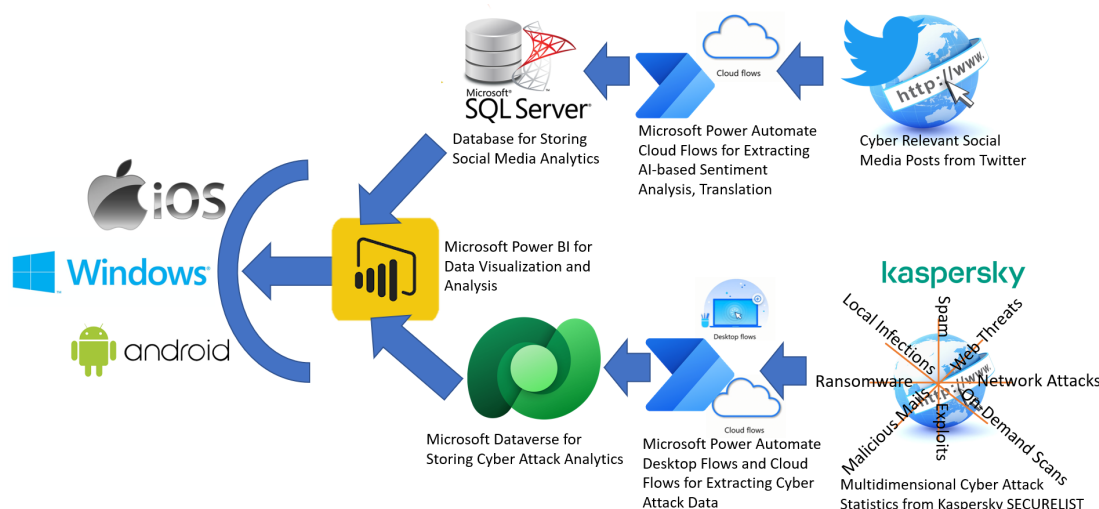 Microsoft®
SQL Server®
Database for Storing
Social Media Analytics
Cloud flows
Microsoft Power Automate
Cloud Flows for Extracting
AI-based Sentiment
Analysis, Translation
http://www.
Cyber Relevant Social
Media Posts from Twitter
iOS
Windows®
android
Microsoft Power BI for
Data Visualization and
Analysis
Microsoft Dataverse for
Storing Cyber Attack Analytics
Desktop flows
Cloud flows
Microsoft Power Automate
Desktop Flows and Cloud
Flows for Extracting Cyber
Attack Data
kaspersky
Local Infections
Spam
Web Threats
Ransomware
http://www.
Network Attacks
Malicious Mails
Exploits
On-Demand Scans
Multidimensional Cyber Attack
Statistics from Kaspersky SECURELIST